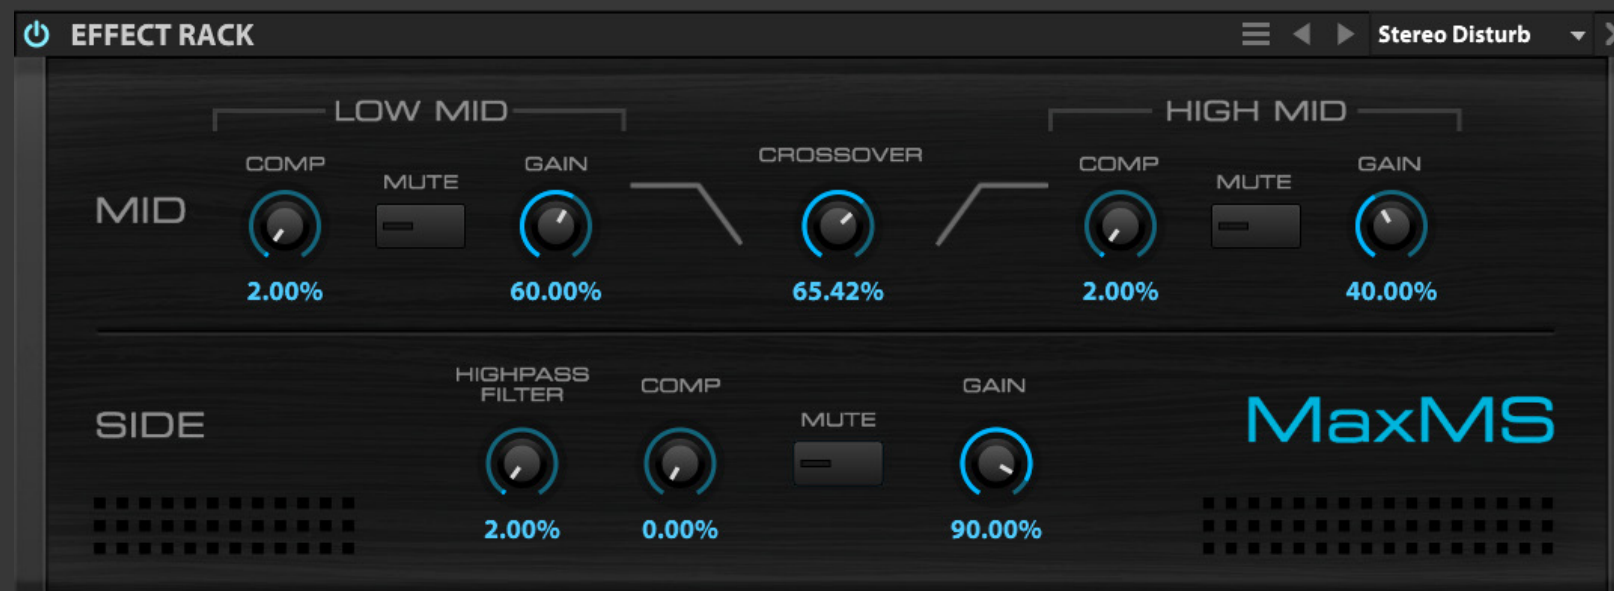 EFFECT RACK
Stereo Disturb
LOW MID
HIGH MID
COMP
MUTE
GAIN
CROSSOVER
COMP
MUTE
GAIN
MID
2.00%
60.00%
65.42%
2.00%
40.00%
HIGHPASS
FILTER
COMP
MUTE
GAIN
SIDE
MaxMS
2.00%
0.00%
90.00%